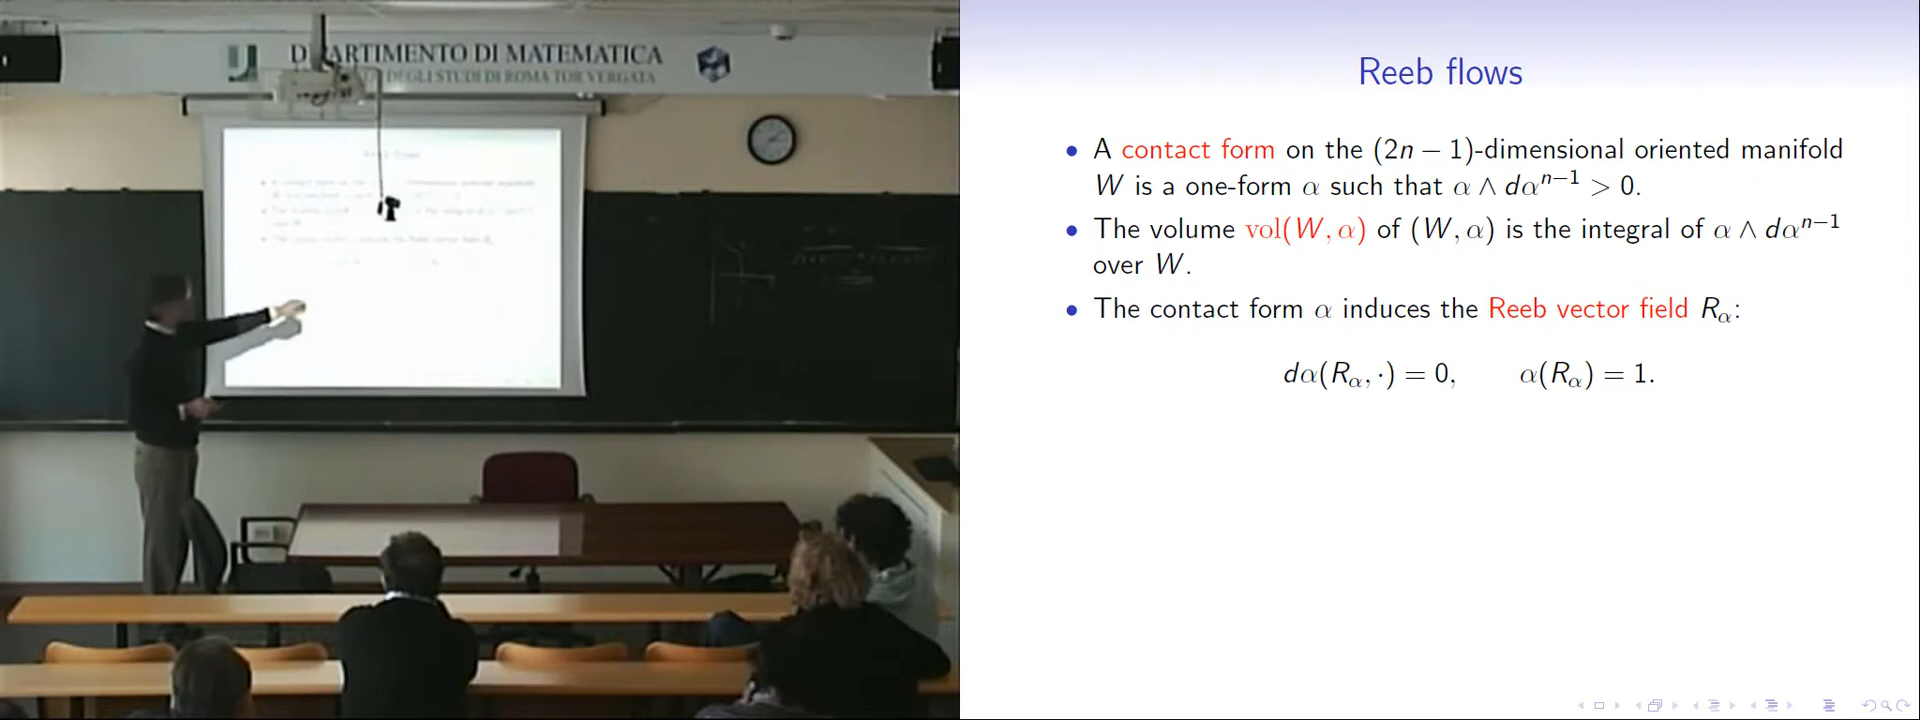 DIPARTIMENTO DI MATEMATICA
DEGLI STUDI DI ROMA TOR VERGATA
Reeb flows
• A contact form on the (2n − 1)-dimensional oriented manifold
W is a one-form α such that α ∧ dαⁿ⁻¹ > 0.
• The volume vol(W, α) of (W, α) is the integral of α ∧ dαⁿ⁻¹
over W.
• The contact form α induces the Reeb vector field R_α:
dα(R_α, ·) = 0, α(R_α) = 1.